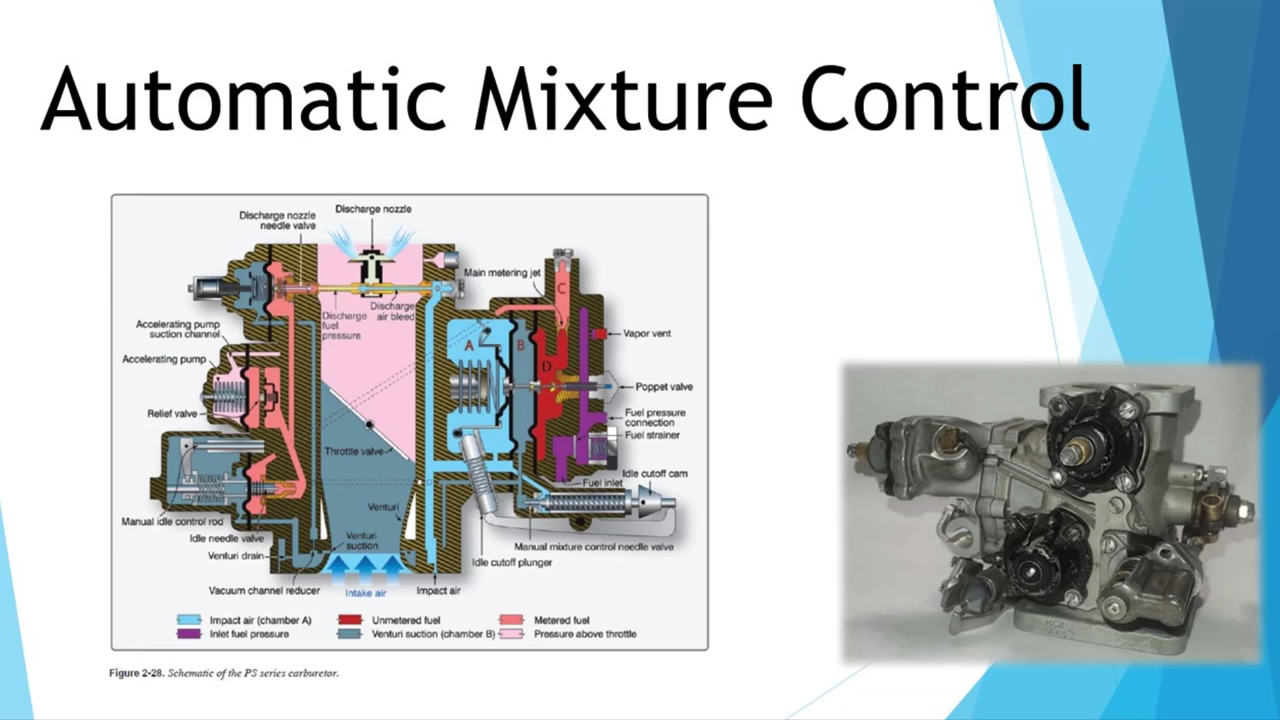 Automatic Mixture Control
Discharge nozzle
needle valve
Discharge nozzle
Main metering jet
C
Discharge
fuel
pressure
Discharge
air bleed
Accelerating pump
suction channel
Accelerating pump
Relief valve
A
B
D
Vapor vent
Poppet valve
Fuel pressure
connection
Fuel strainer
Throttle valve
Idle cutoff cam
Fuel inlet
Manual idle control rod
Idle needle valve
Venturi
Venturi
suction
Venturi drain
Manual mixture control needle valve
Idle cutoff plunger
Vacuum channel reducer
Intake air
Impact air
Impact air (chamber A)
Unmetered fuel
Metered fuel
Inlet fuel pressure
Venturi suction (chamber B)
Pressure above throttle
Figure 2-28. Schematic of the PS series carburetor.